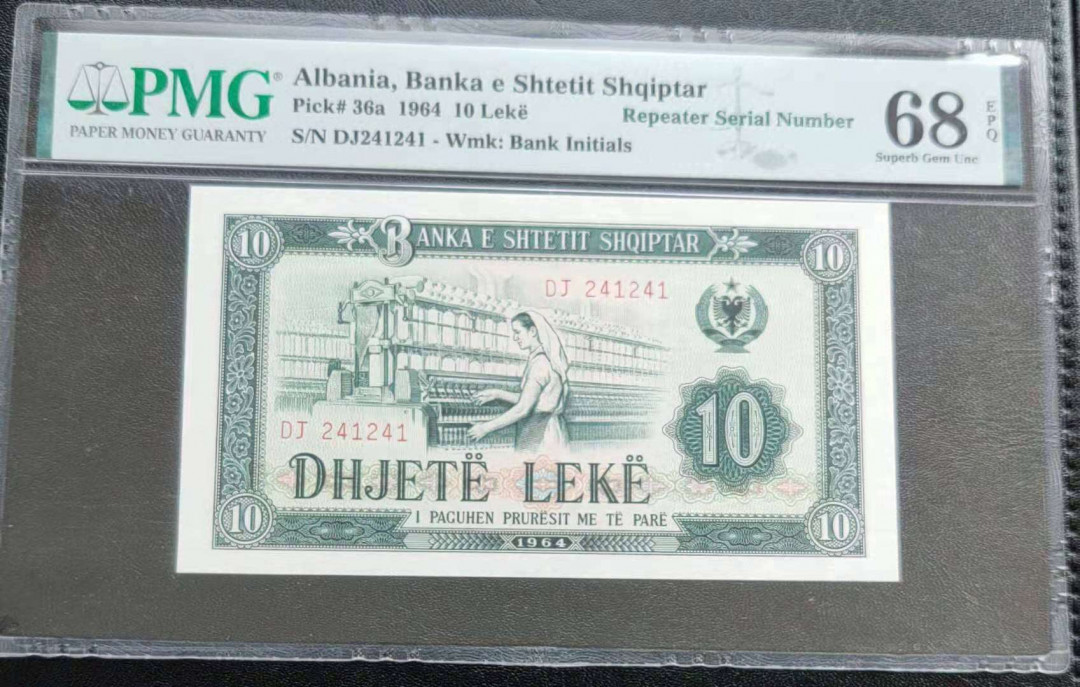 PMG®
PAPER MONEY GUARANTY
Albania, Banka e Shtetit Shqiptar
Pick# 36a 1964 10 Lekë
Repeater Serial Number
S/N DJ241241 - Wmk: Bank Initials
68
EPQ
Superb Gem Unc
10
BANKA E SHTETIT SHQIPTAR
10
DJ 241241
10
DJ 241241
DHJETË LEKË
10
I PAGUHEN PRURËSIT ME TË PARË
10
1964